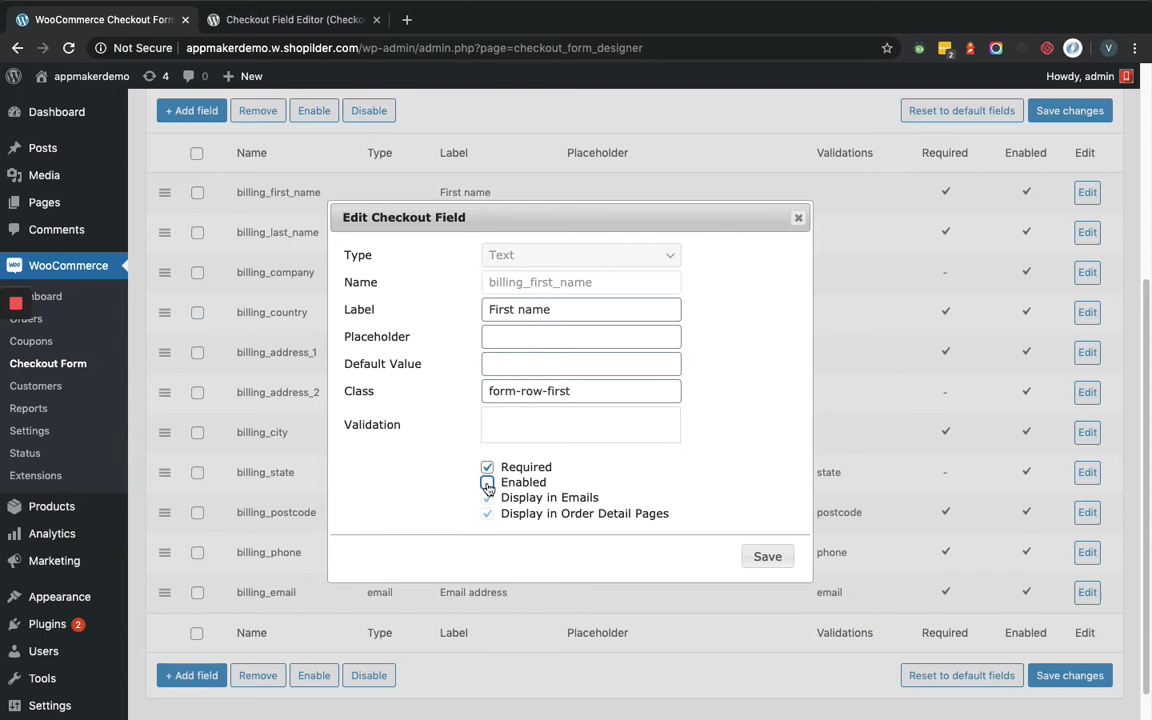 WooCommerce Checkout Form
Checkout Field Editor (Checko
Not Secure
appmakerdemo.w.shopilder.com/wp-admin/admin.php?page=checkout_form_designer
2
V
appmakerdemo
4
0
New
Howdy, admin
Dashboard
Posts
Media
Pages
Comments
WooCommerce
board
Orders
Coupons
Checkout Form
Customers
Reports
Settings
Status
Extensions
Products
Analytics
Marketing
Appearance
Plugins 2
Users
Tools
Settings
+ Add field
Remove
Enable
Disable
Reset to default fields
Save changes
Name Type Label Placeholder Validations Required Enabled Edit
billing_first_name First name Edit
billing_last_name Edit
billing_company - Edit
billing_country Edit
billing_address_1 Edit
billing_address_2 - Edit
billing_city Edit
billing_state state - Edit
billing_postcode postcode Edit
billing_phone phone Edit
billing_email email Email address email Edit
Name Type Label Placeholder Validations Required Enabled Edit
+ Add field
Remove
Enable
Disable
Reset to default fields
Save changes
Edit Checkout Field
Type Text
Name billing_first_name
Label First name
Placeholder
Default Value
Class form-row-first
Validation
Required
Enabled
Display in Emails
Display in Order Detail Pages
Save